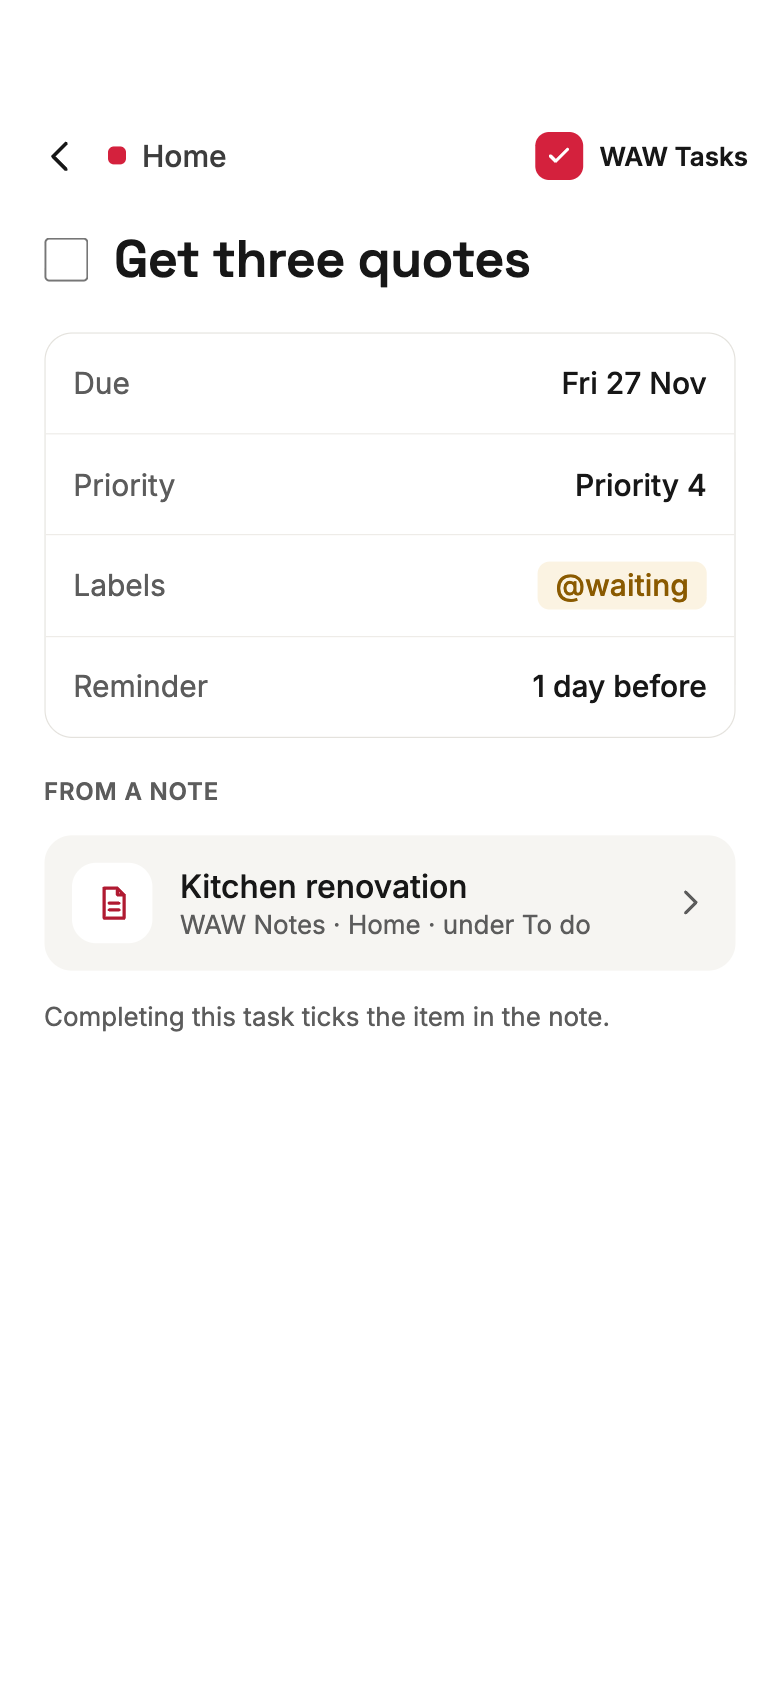 Home
WAW Tasks
Get three quotes
Due
Fri 27 Nov
Priority
Priority 4
Labels
@waiting
Reminder
1 day before
FROM A NOTE
Kitchen renovation
WAW Notes · Home · under To do
Completing this task ticks the item in the note.